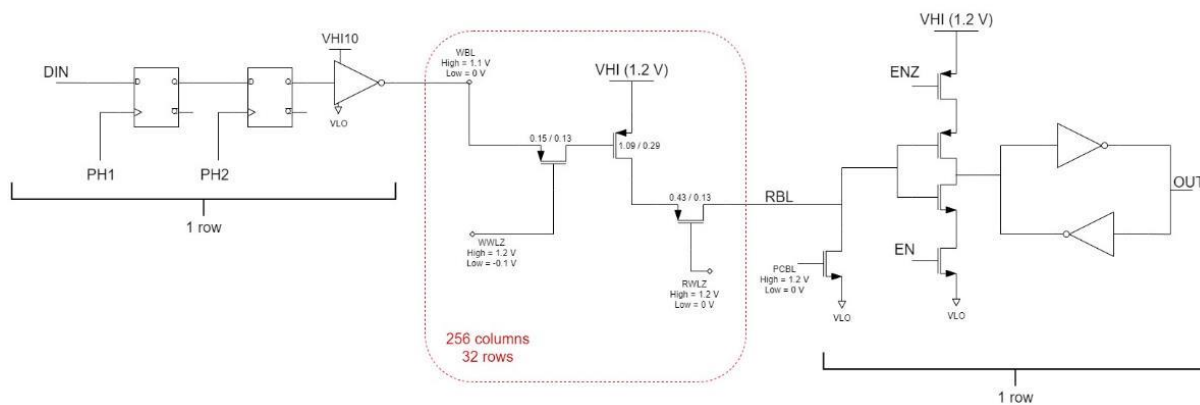 DIN
D
Q
Q
D
Q
Q
PH1
PH2
VHI10
VLO
1 row
WBL
High = 1.1 V
Low = 0 V
VHI (1.2 V)
0.15 / 0.13
1.09 / 0.29
0.43 / 0.13
WWLZ
High = 1.2 V
Low = -0.1 V
RWLZ
High = 1.2 V
Low = 0 V
256 columns
32 rows
RBL
PCBL
High = 1.2 V
Low = 0 V
VLO
VHI (1.2 V)
ENZ
EN
VLO
OUT
1 row